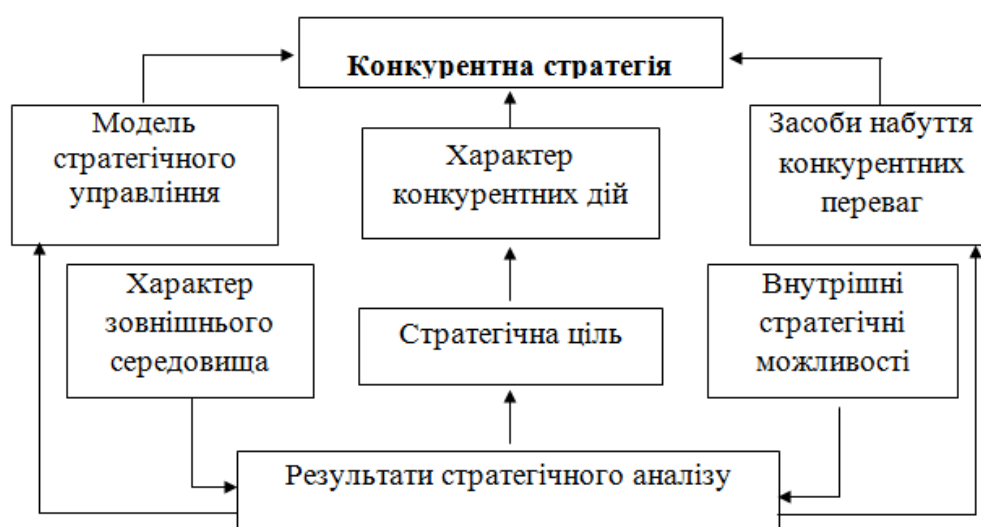 Конкурентна стратегія
Модель
стратегічного
управління
Характер
конкурентних дій
Засоби набуття
конкурентних
переваг
Характер
зовнішнього
середовища
Стратегічна ціль
Внутрішні
стратегічні
можливості
Результати стратегічного аналізу